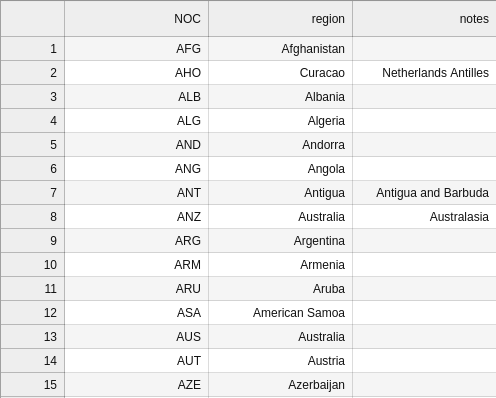 NOC region notes
1 AFG Afghanistan
2 AHO Curacao Netherlands Antilles
3 ALB Albania
4 ALG Algeria
5 AND Andorra
6 ANG Angola
7 ANT Antigua Antigua and Barbuda
8 ANZ Australia Australasia
9 ARG Argentina
10 ARM Armenia
11 ARU Aruba
12 ASA American Samoa
13 AUS Australia
14 AUT Austria
15 AZE Azerbaijan